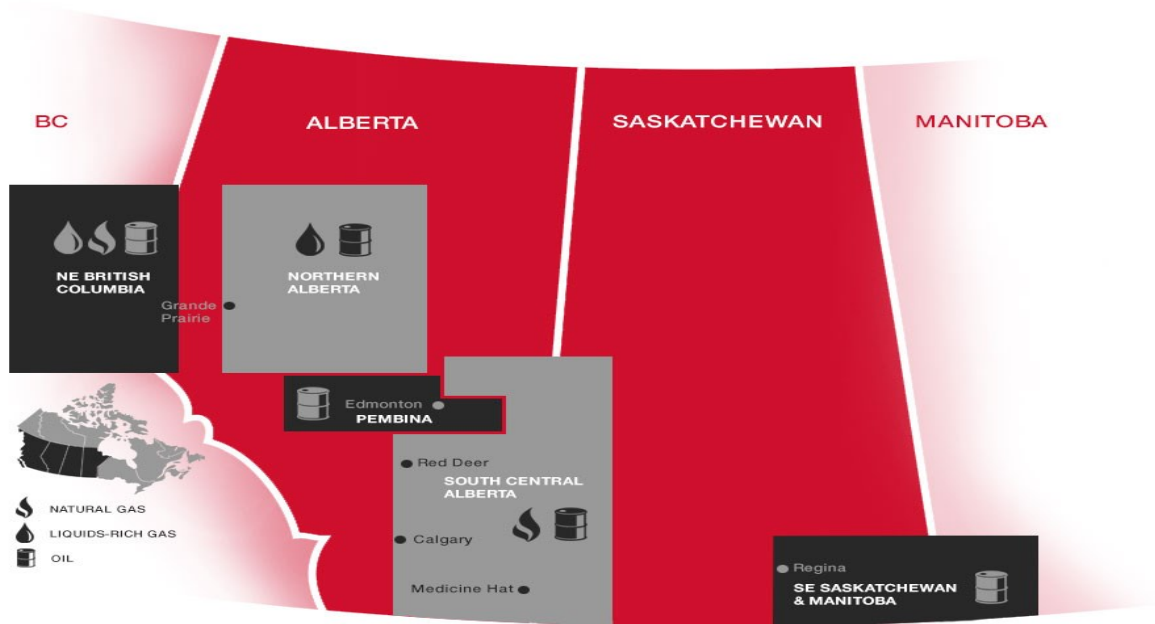 BC
ALBERTA
SASKATCHEWAN
MANITOBA
NE BRITISH
COLUMBIA
NORTHERN
ALBERTA
Grande
Prairie
Edmonton
PEMBINA
Red Deer
SOUTH CENTRAL
ALBERTA
Calgary
Medicine Hat
Regina
SE SASKATCHEWAN
& MANITOBA
NATURAL GAS
LIQUIDS-RICH GAS
OIL